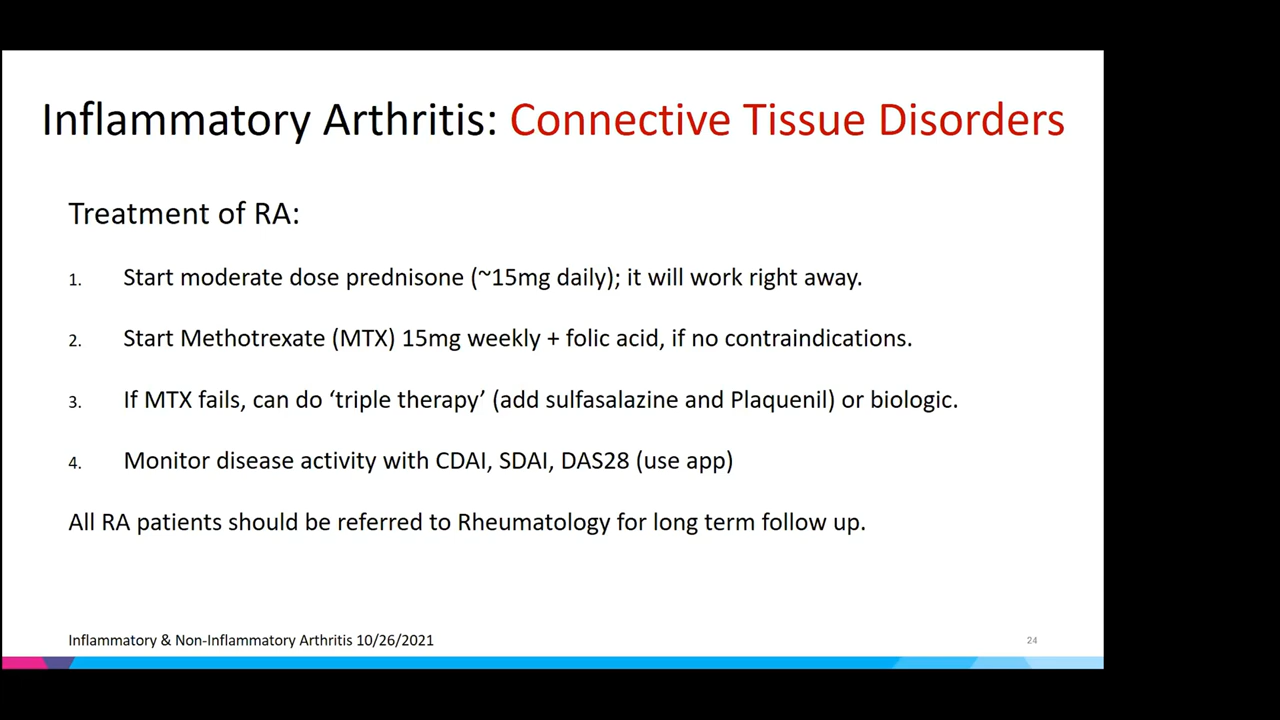 Inflammatory Arthritis: Connective Tissue Disorders
Treatment of RA:
1. Start moderate dose prednisone (~15mg daily); it will work right away.
2. Start Methotrexate (MTX) 15mg weekly + folic acid, if no contraindications.
3. If MTX fails, can do ‘triple therapy’ (add sulfasalazine and Plaquenil) or biologic.
4. Monitor disease activity with CDAI, SDAI, DAS28 (use app)
All RA patients should be referred to Rheumatology for long term follow up.
Inflammatory & Non-Inflammatory Arthritis 10/26/2021
24